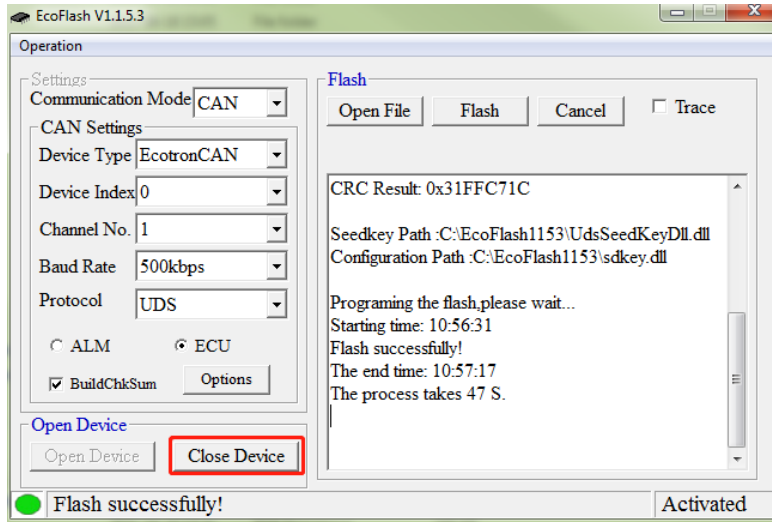 EcoFlash V1.1.5.3
Operation
Settings
Communication Mode CAN
CAN Settings
Device Type EcotronCAN
Device Index 0
Channel No. 1
Baud Rate 500kbps
Protocol UDS
ALM ECU
BuildChkSum Options
Open Device
Open Device Close Device
Flash
Open File Flash Cancel Trace
CRC Result: 0x31FFC71C
Seedkey Path :C:\EcoFlash1153\UdsSeedKeyDll.dll
Configuration Path :C:\EcoFlash1153\sdkey.dll
Programing the flash,please wait...
Starting time: 10:56:31
Flash successfully!
The end time: 10:57:17
The process takes 47 S.
Flash successfully! Activated